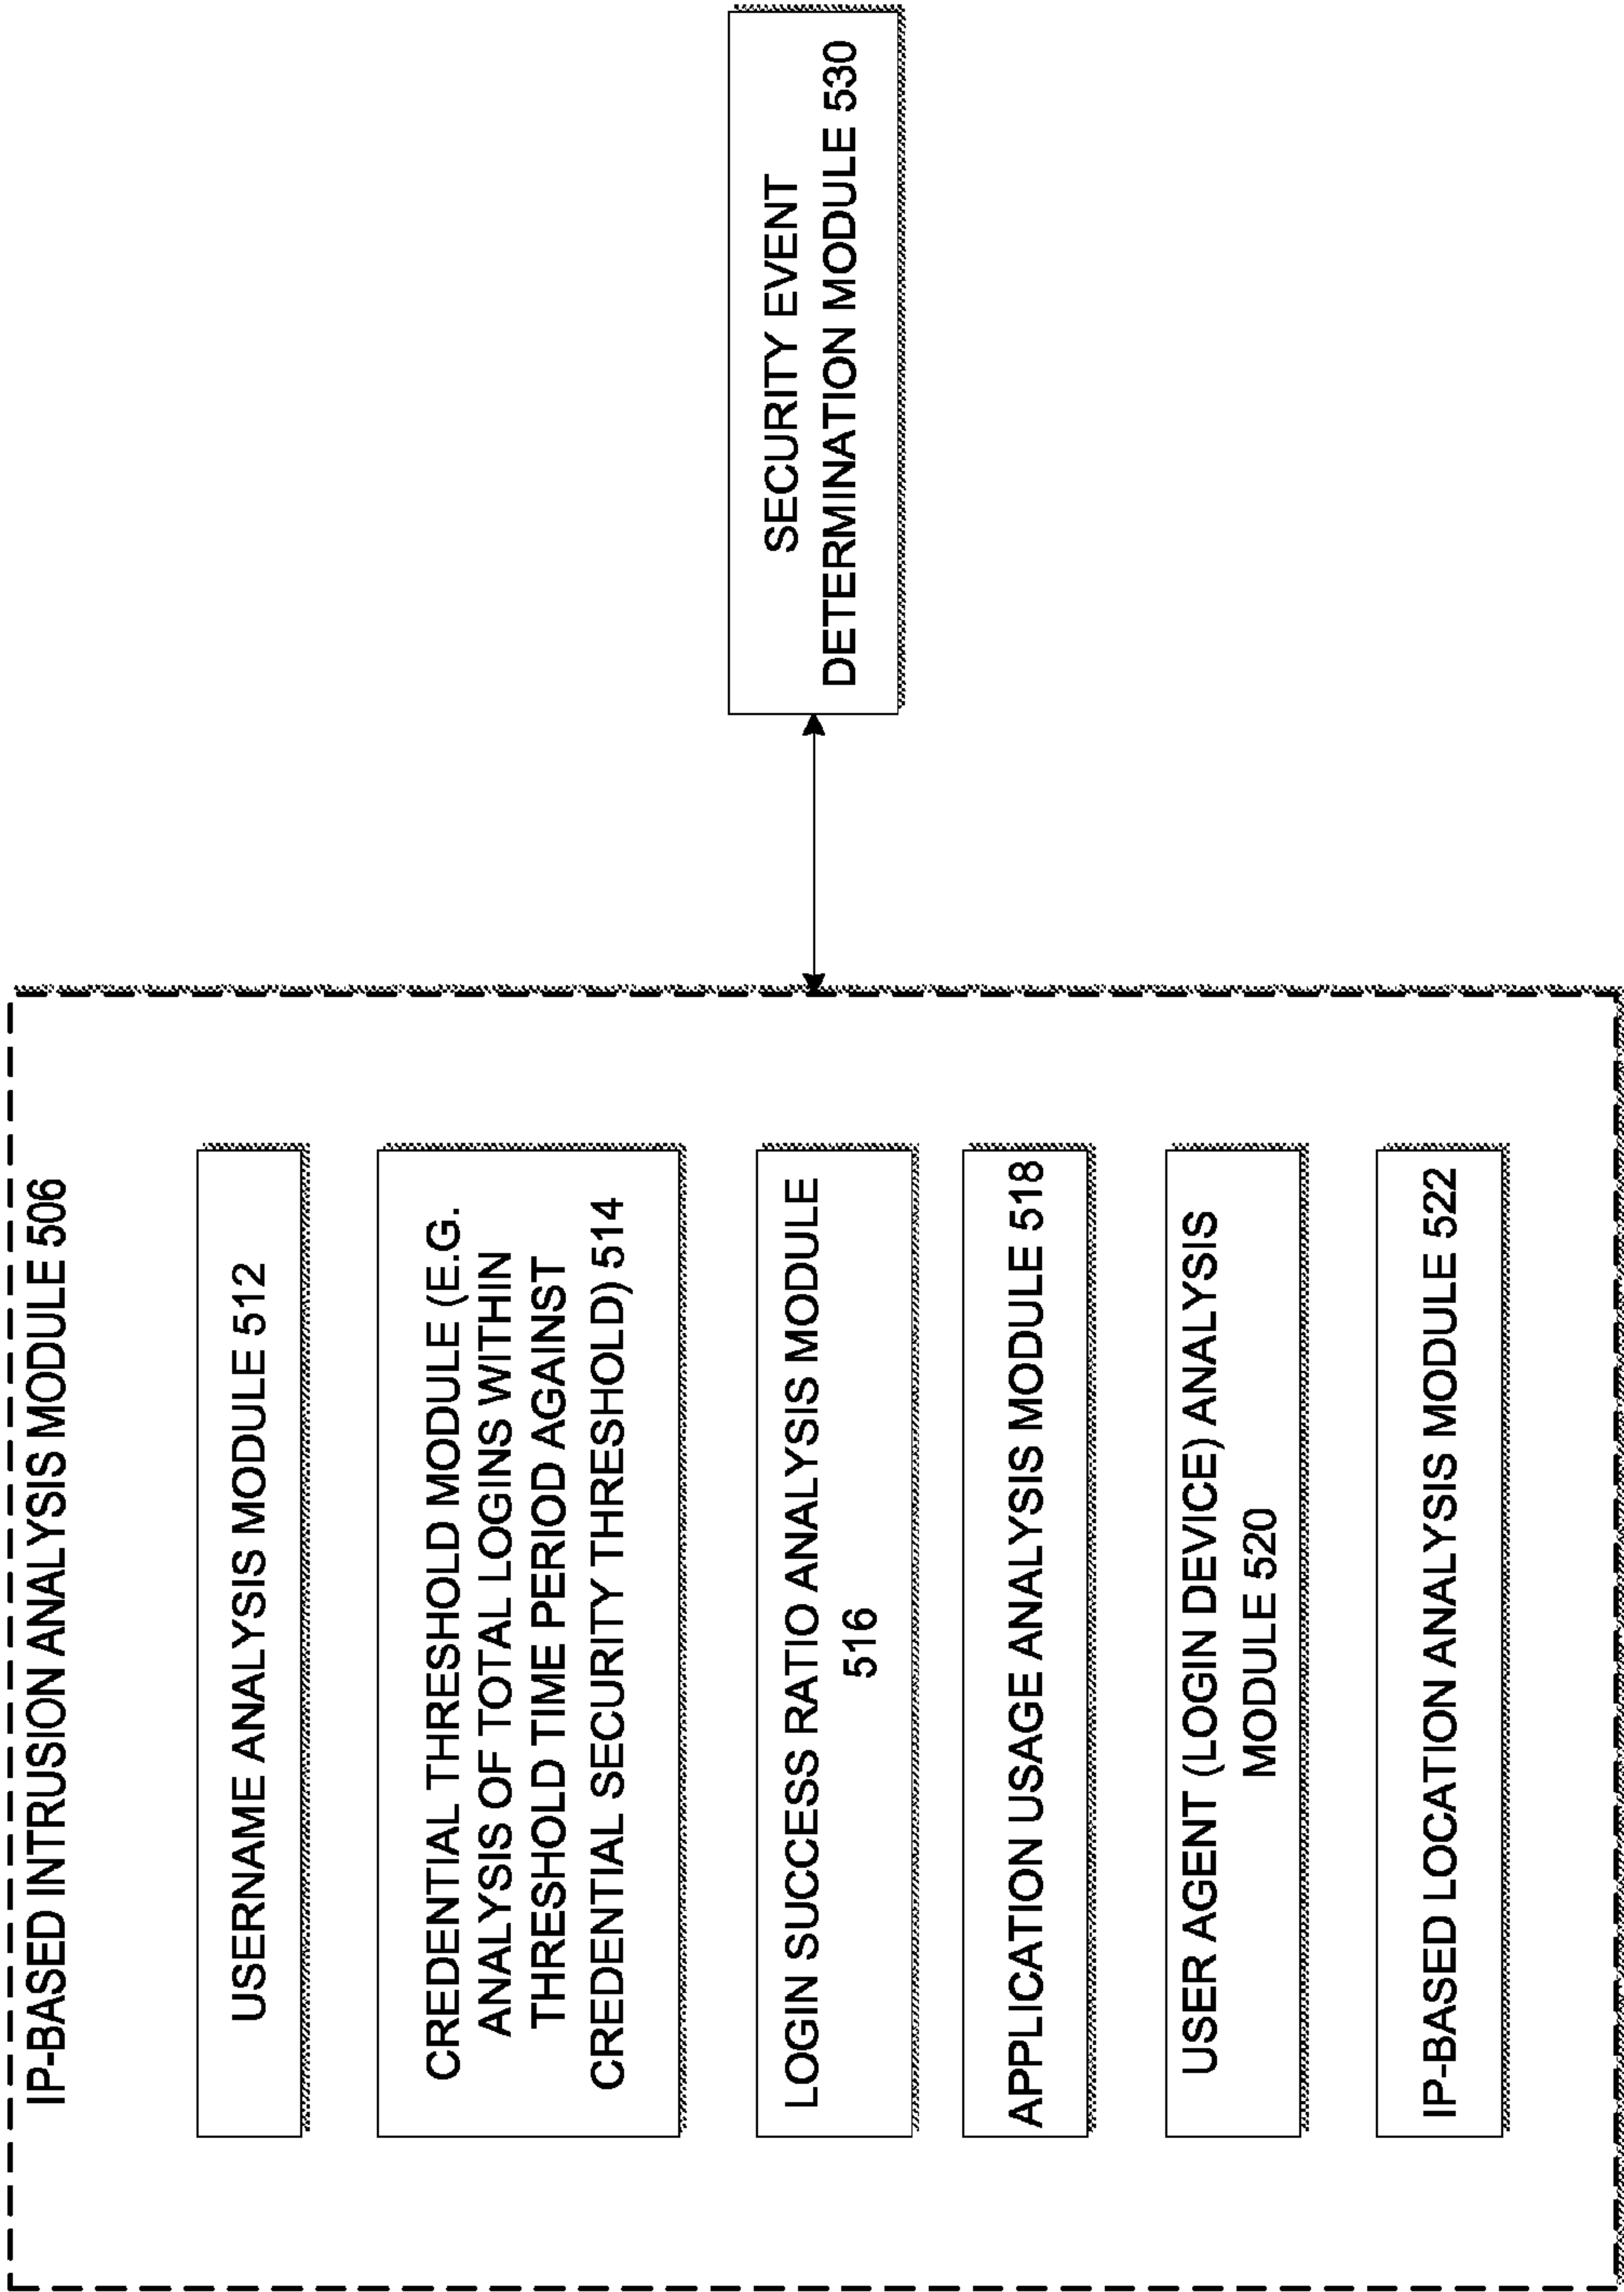 IP-BASED INTRUSION ANALYSIS MODULE 506
USERNAME ANALYSIS MODULE 512
CREDENTIAL THRESHOLD MODULE (E.G.
ANALYSIS OF TOTAL LOGINS WITHIN
THRESHOLD TIME PERIOD AGAINST
CREDENTIAL SECURITY THRESHOLD) 514
LOGIN SUCCESS RATIO ANALYSIS MODULE
516
APPLICATION USAGE ANALYSIS MODULE 518
USER AGENT (LOGIN DEVICE) ANALYSIS
MODULE 520
IP-BASED LOCATION ANALYSIS MODULE 522
SECURITY EVENT
DETERMINATION MODULE 530